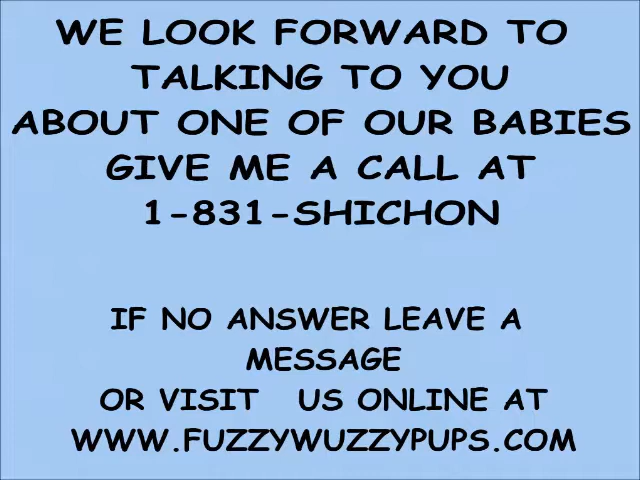 WE LOOK FORWARD TO
TALKING TO YOU
ABOUT ONE OF OUR BABIES
GIVE ME A CALL AT
1-831-SHICHON
IF NO ANSWER LEAVE A
MESSAGE
OR VISIT US ONLINE AT
WWW.FUZZYWUZZYPUPS.COM